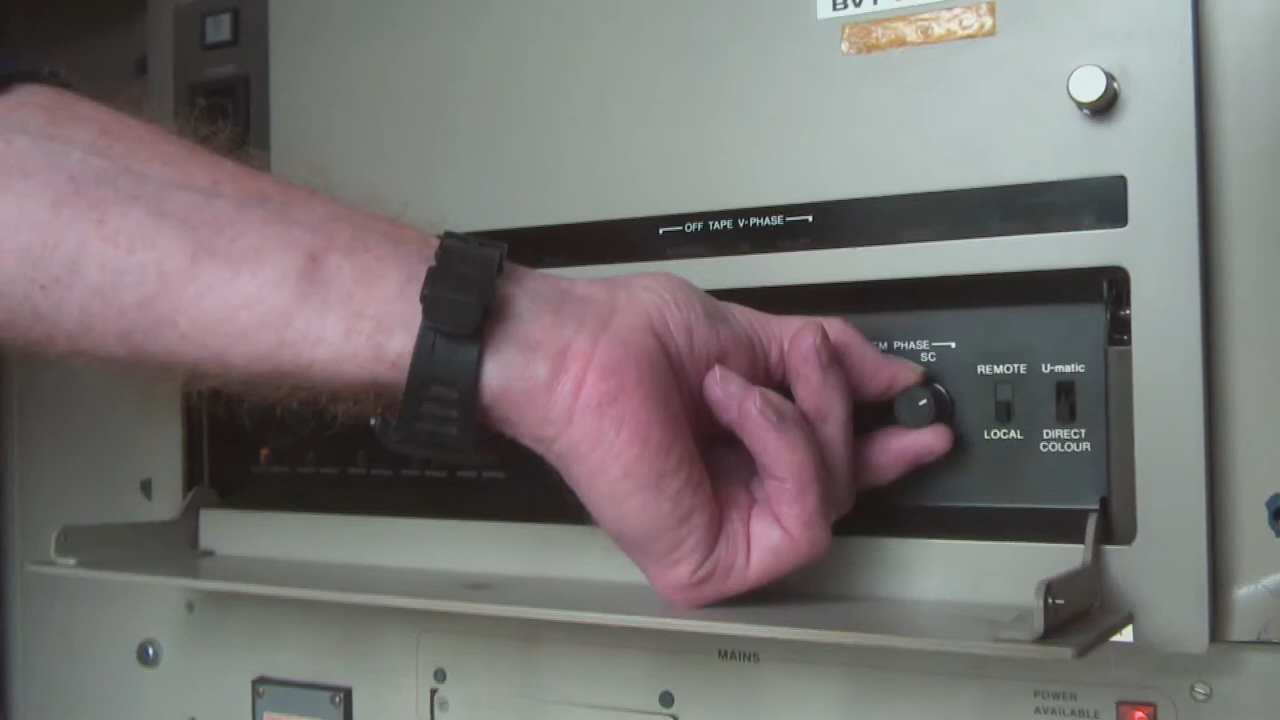 OFF TAPE V-PHASE
PHASE
SC
REMOTE
U-matic
LOCAL
DIRECT
COLOUR
MAINS
POWER
AVAILABLE